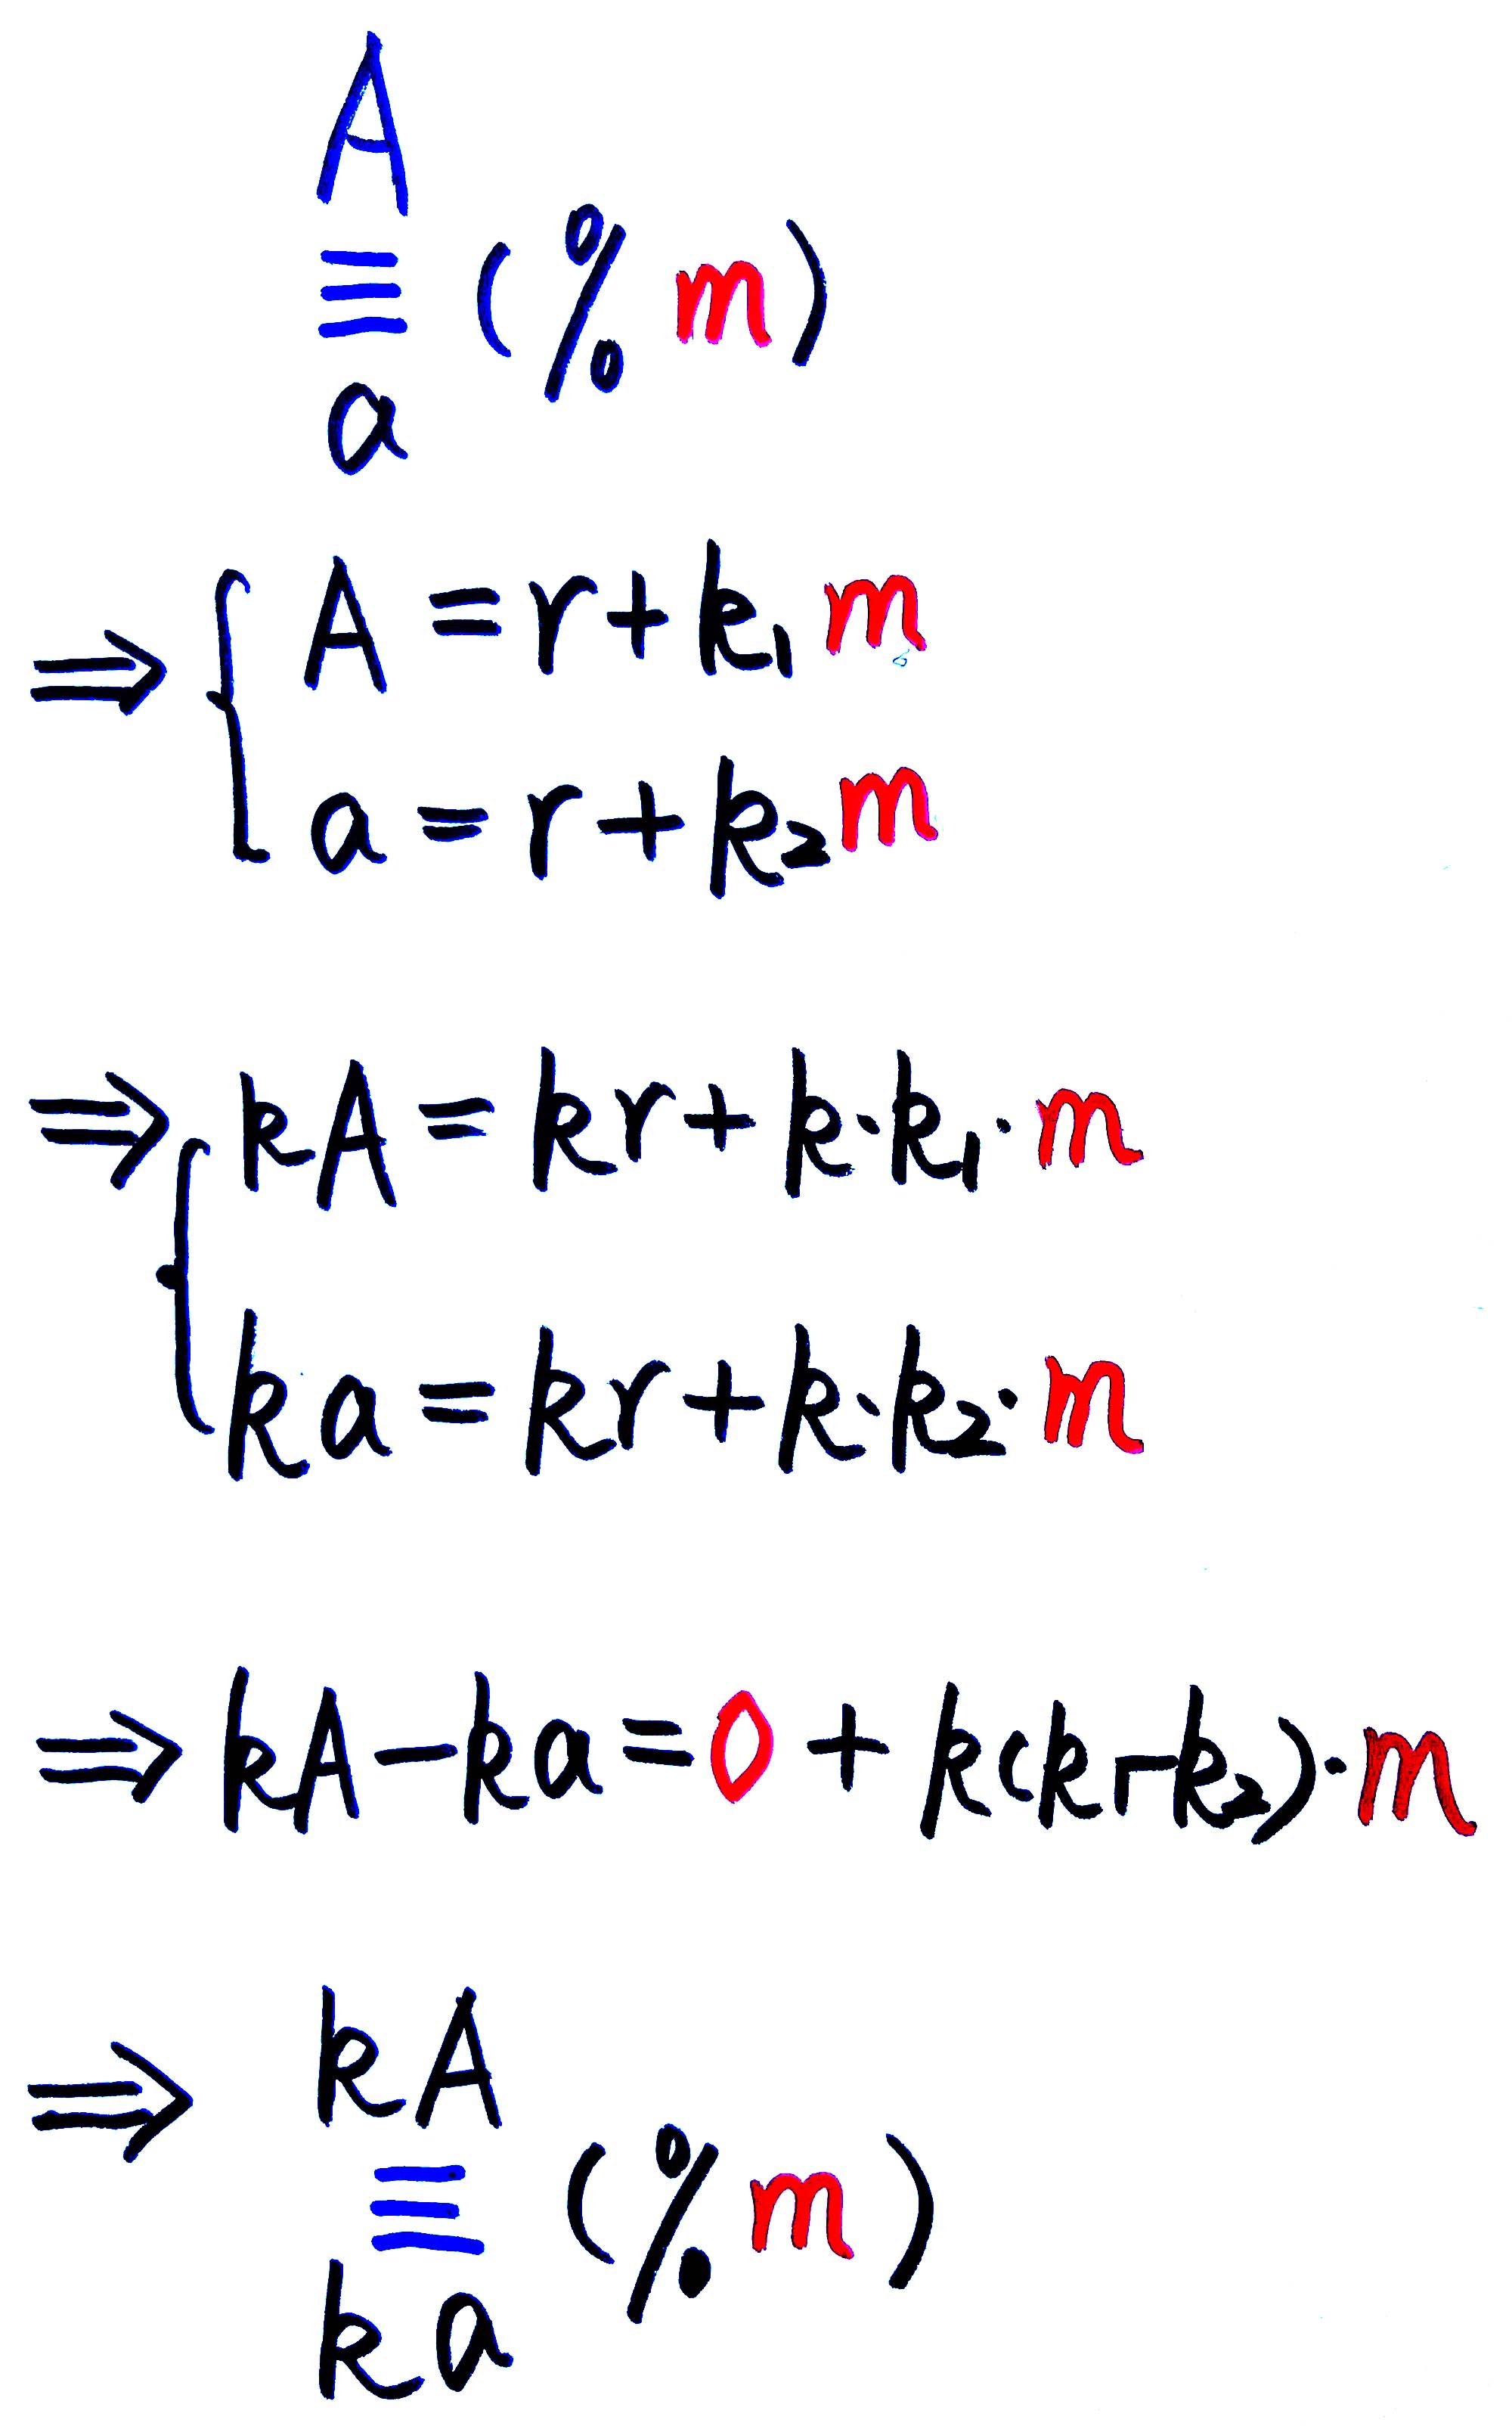 A
≡ (% m)
a
⇒ { A = r + k₁ m
a = r + k₂ m
⇒ { kA = kr + k·k₁·m
ka = kr + k·k₂·m
⇒ kA − ka = 0 + k(k₁−k₂)·m
⇒ kA
≡ (% m)
ka